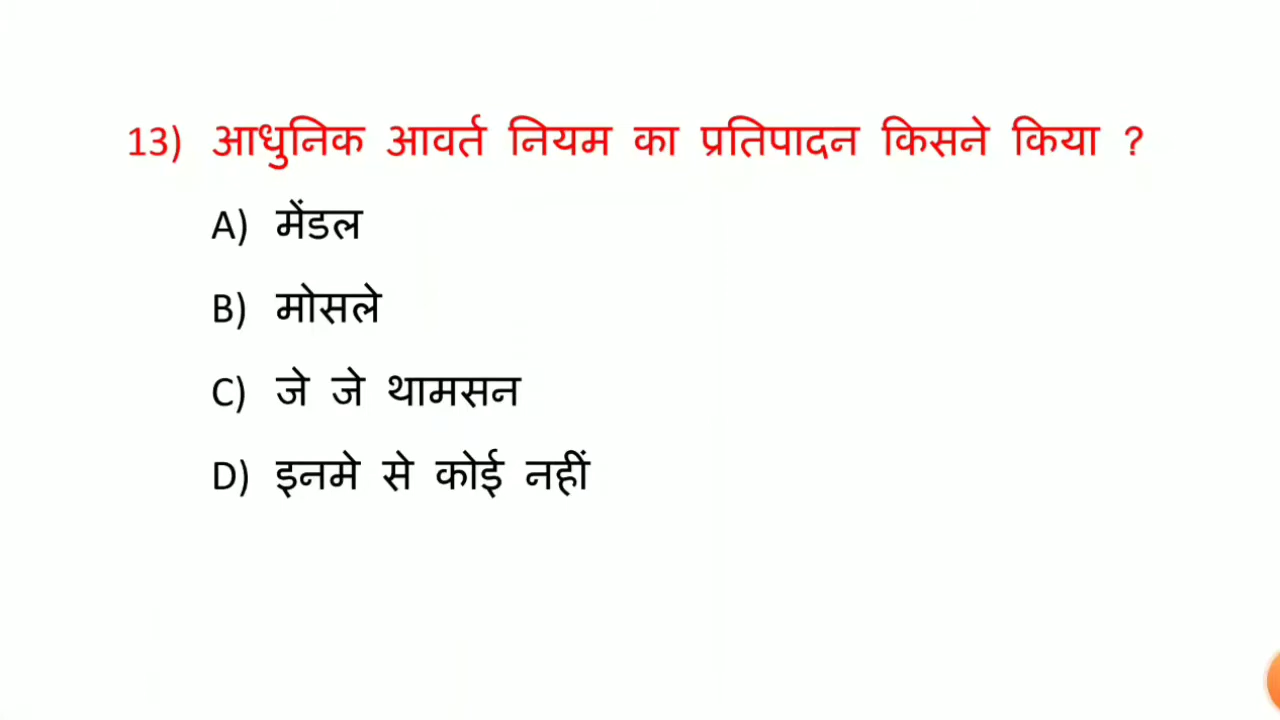 13) आधुनिक आवर्त नियम का प्रतिपादन किसने किया ?
A) मेंडल
B) मोसले
C) जे जे थामसन
D) इनमे से कोई नहीं